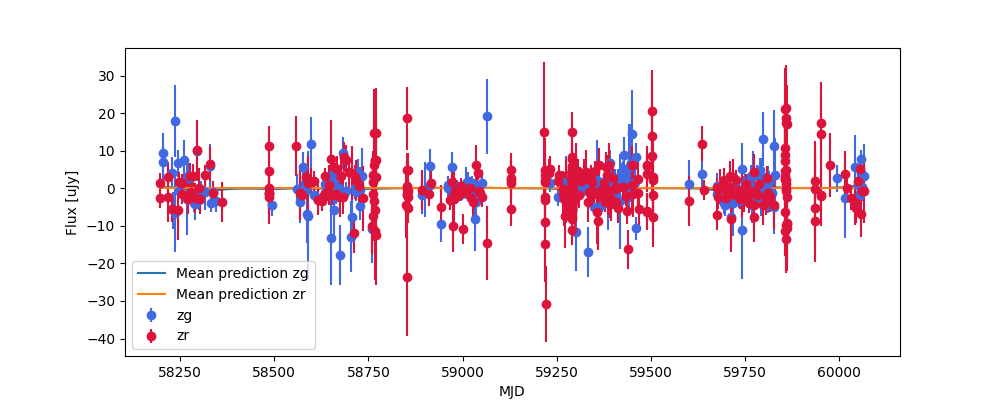 30
20
10
0
−10
−20
−30
−40
Flux [uJy]
Mean prediction zg
Mean prediction zr
zg
zr
58250 58500 58750 59000 59250 59500 59750 60000
MJD